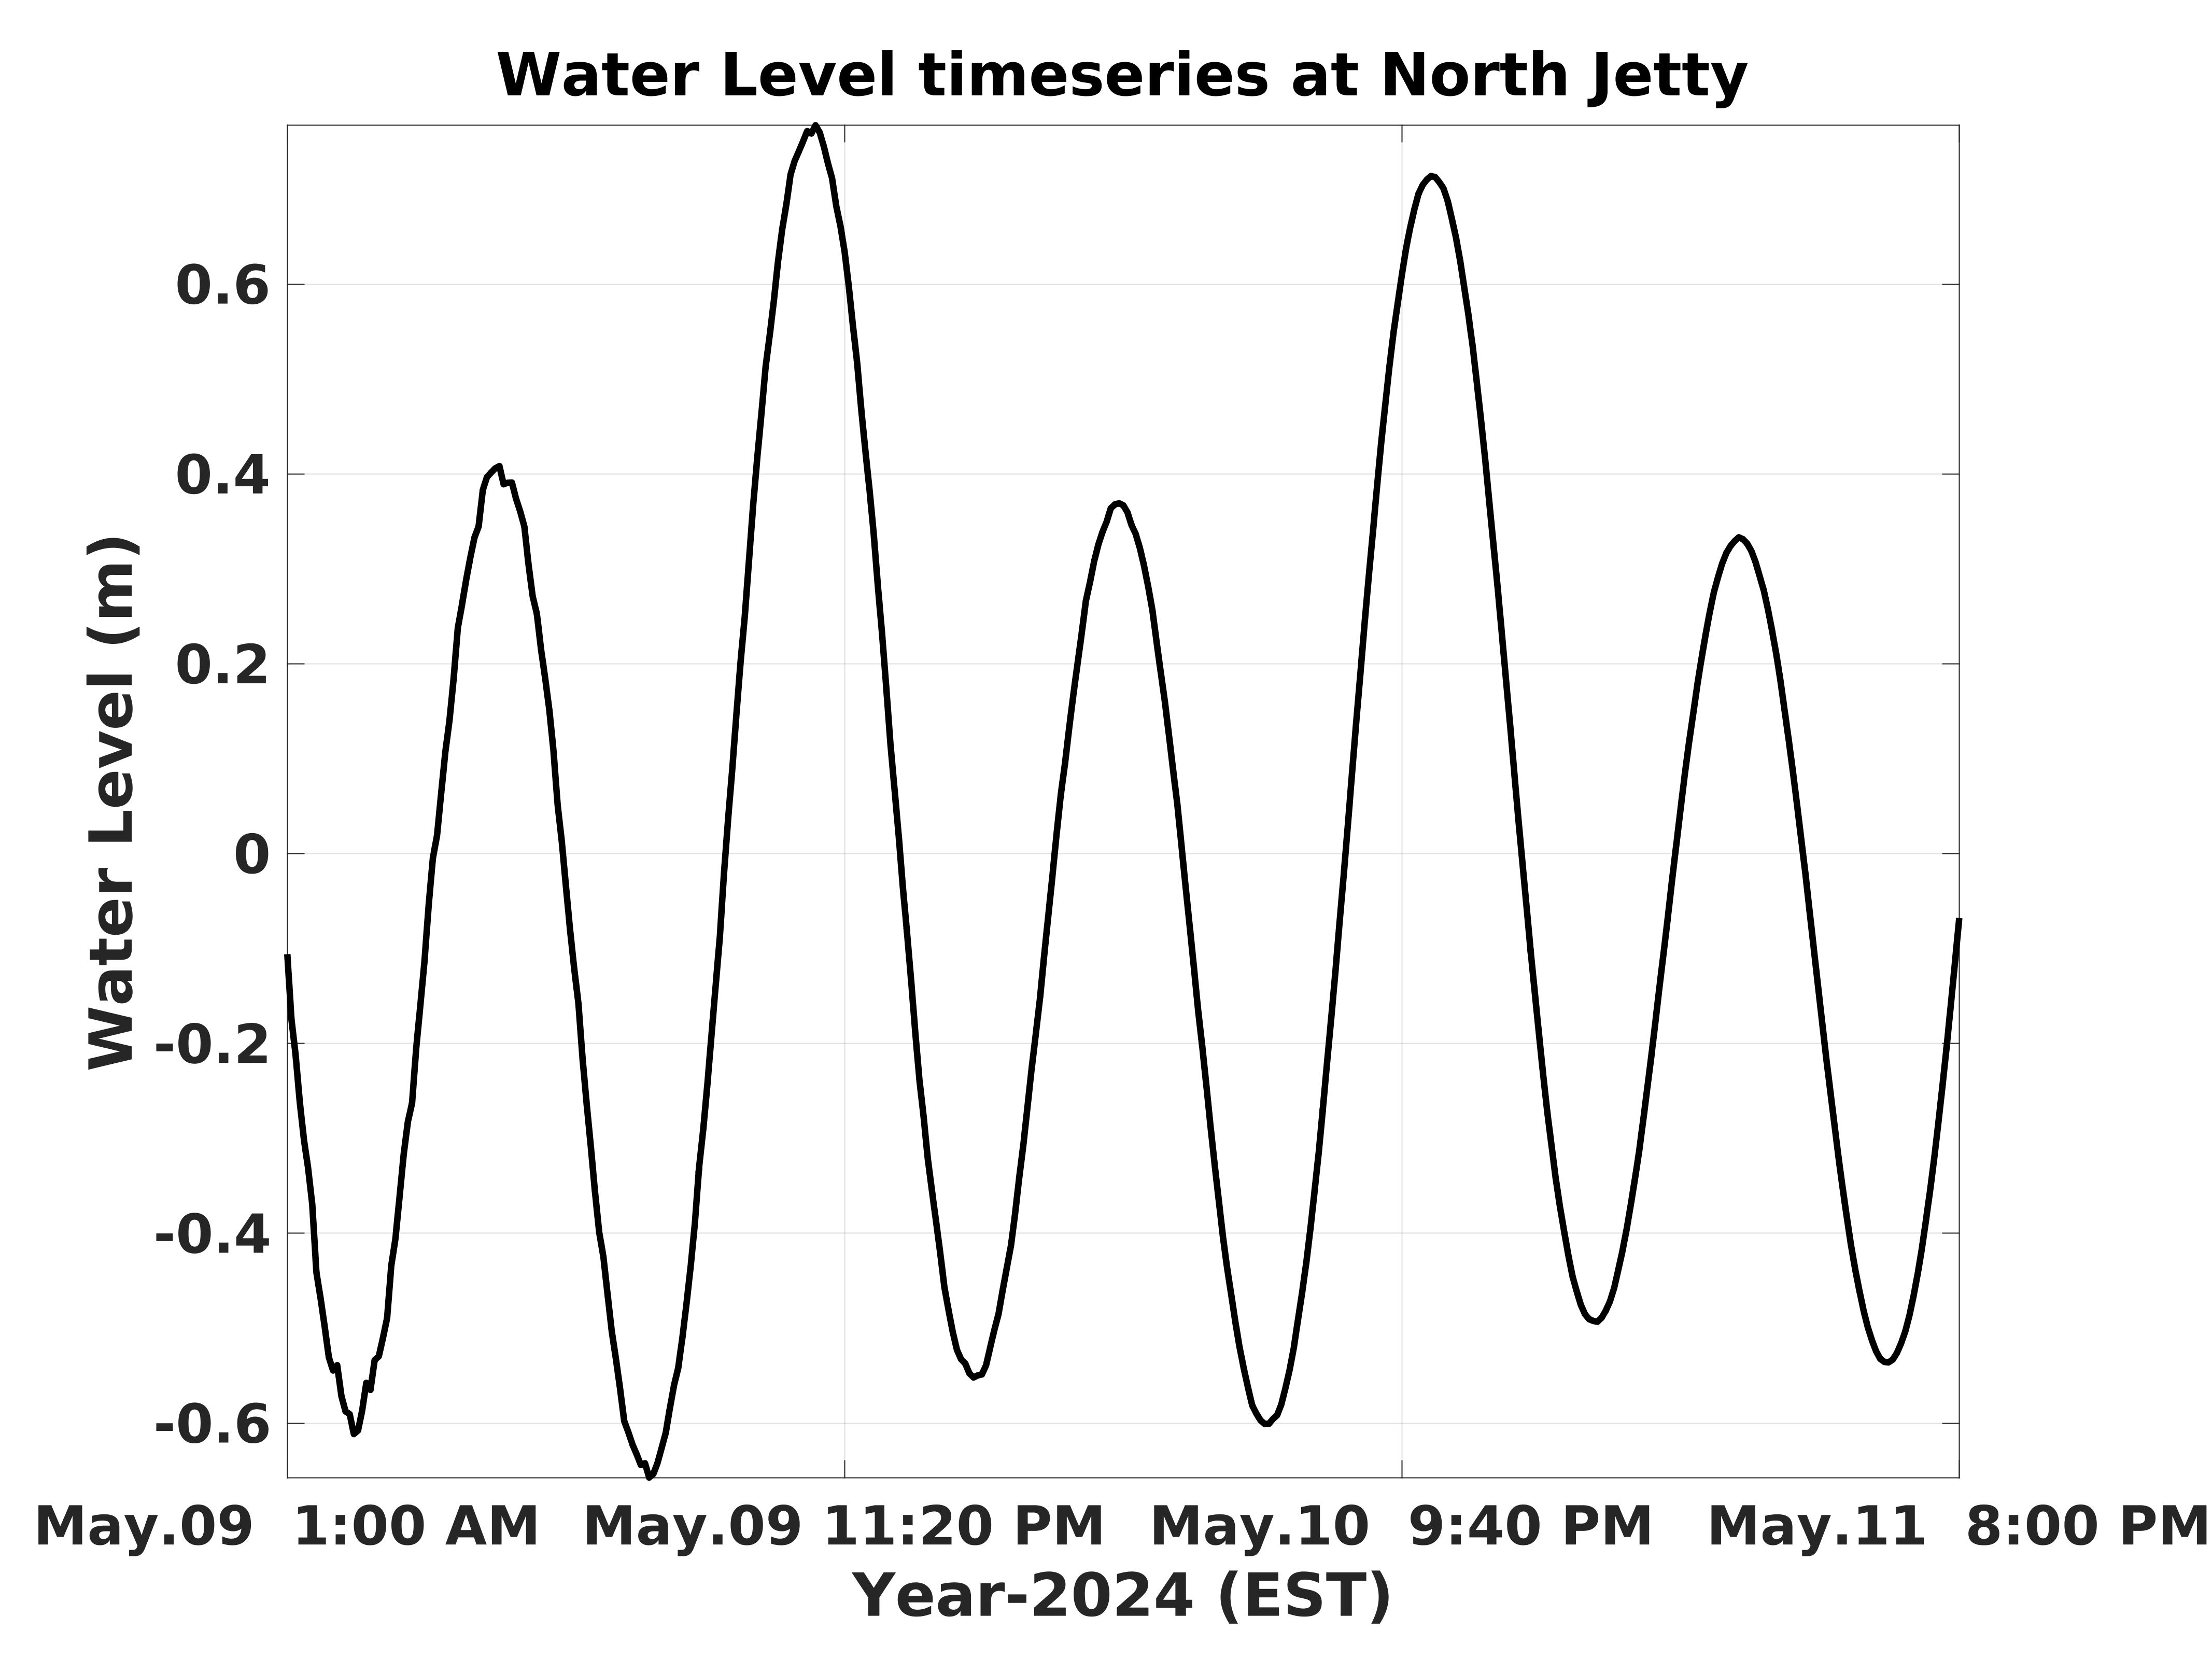 Water Level timeseries at North Jetty
Water Level (m)
0.6
0.4
0.2
0
-0.2
-0.4
-0.6
May.09 1:00 AM May.09 11:20 PM May.10 9:40 PM May.11 8:00 PM
Year-2024 (EST)